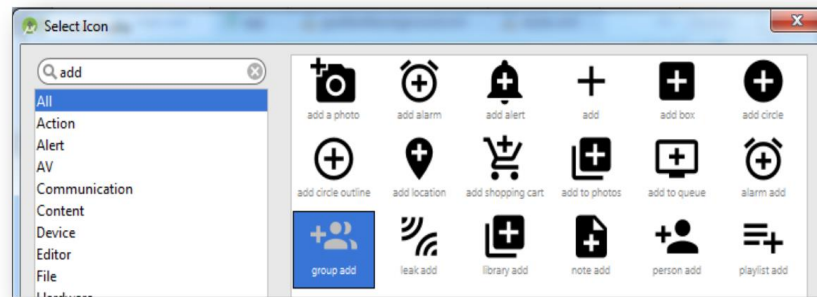 Select Icon
add
All
Action
Alert
AV
Communication
Content
Device
Editor
File
Hardware
add a photo
add alarm
add alert
add
add box
add circle
add circle outline
add location
add shopping cart
add to photos
add to queue
alarm add
group add
leak add
library add
note add
person add
playlist add